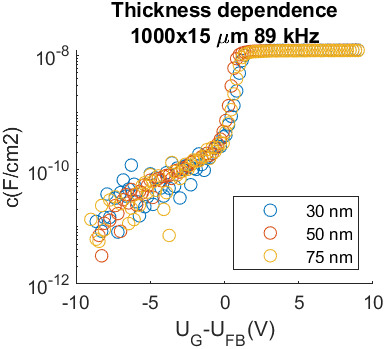 Thickness dependence
1000x15 μm 89 kHz
c(F/cm2)
10⁻⁸
10⁻¹⁰
10⁻¹²
30 nm
50 nm
75 nm
-10
-5
0
5
10
U_G-U_FB(V)